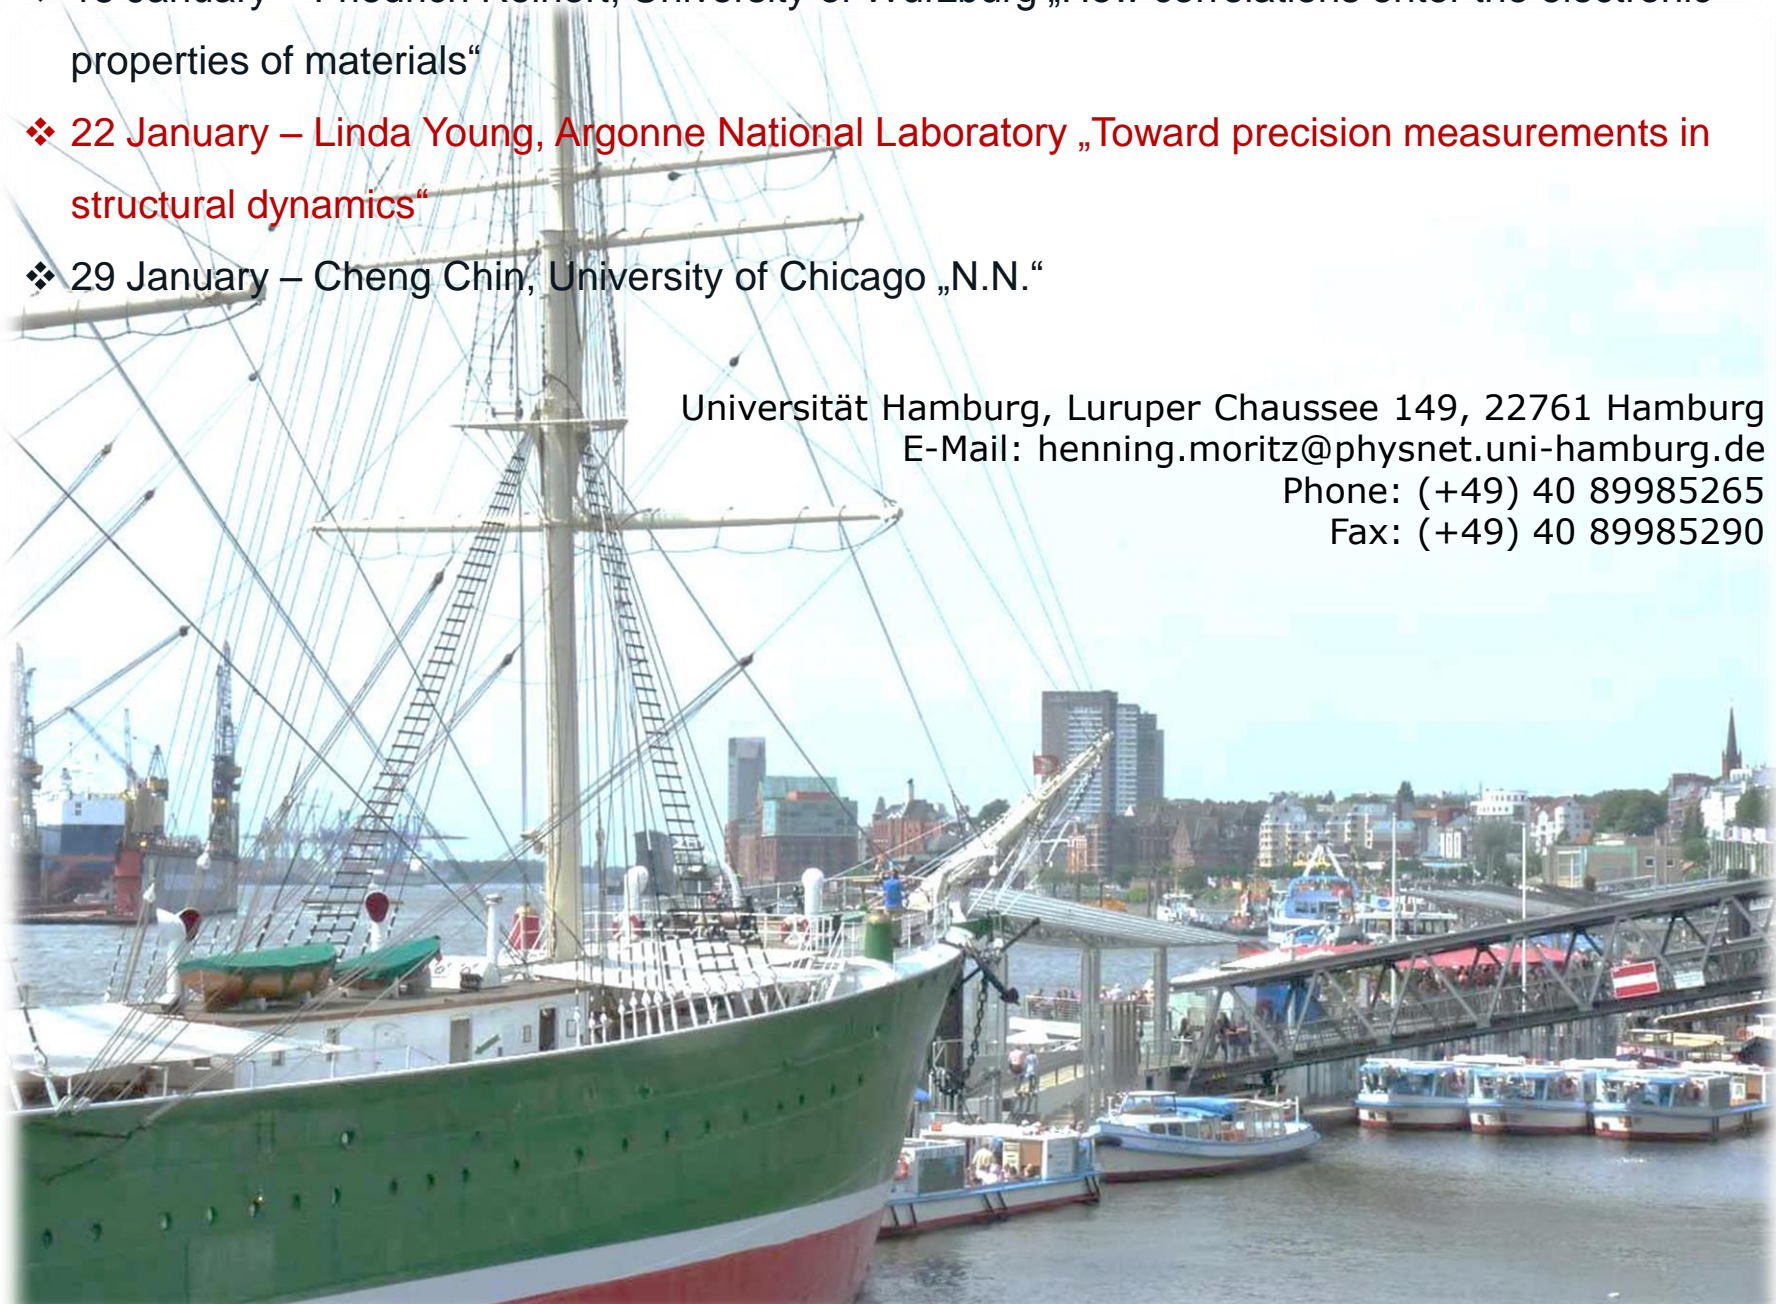 properties of materials“
❖ 22 January – Linda Young, Argonne National Laboratory „Toward precision measurements in
structural dynamics“
❖ 29 January – Cheng Chin, University of Chicago „N.N.“
Universität Hamburg, Luruper Chaussee 149, 22761 Hamburg
E-Mail: henning.moritz@physnet.uni-hamburg.de
Phone: (+49) 40 89985265
Fax: (+49) 40 89985290